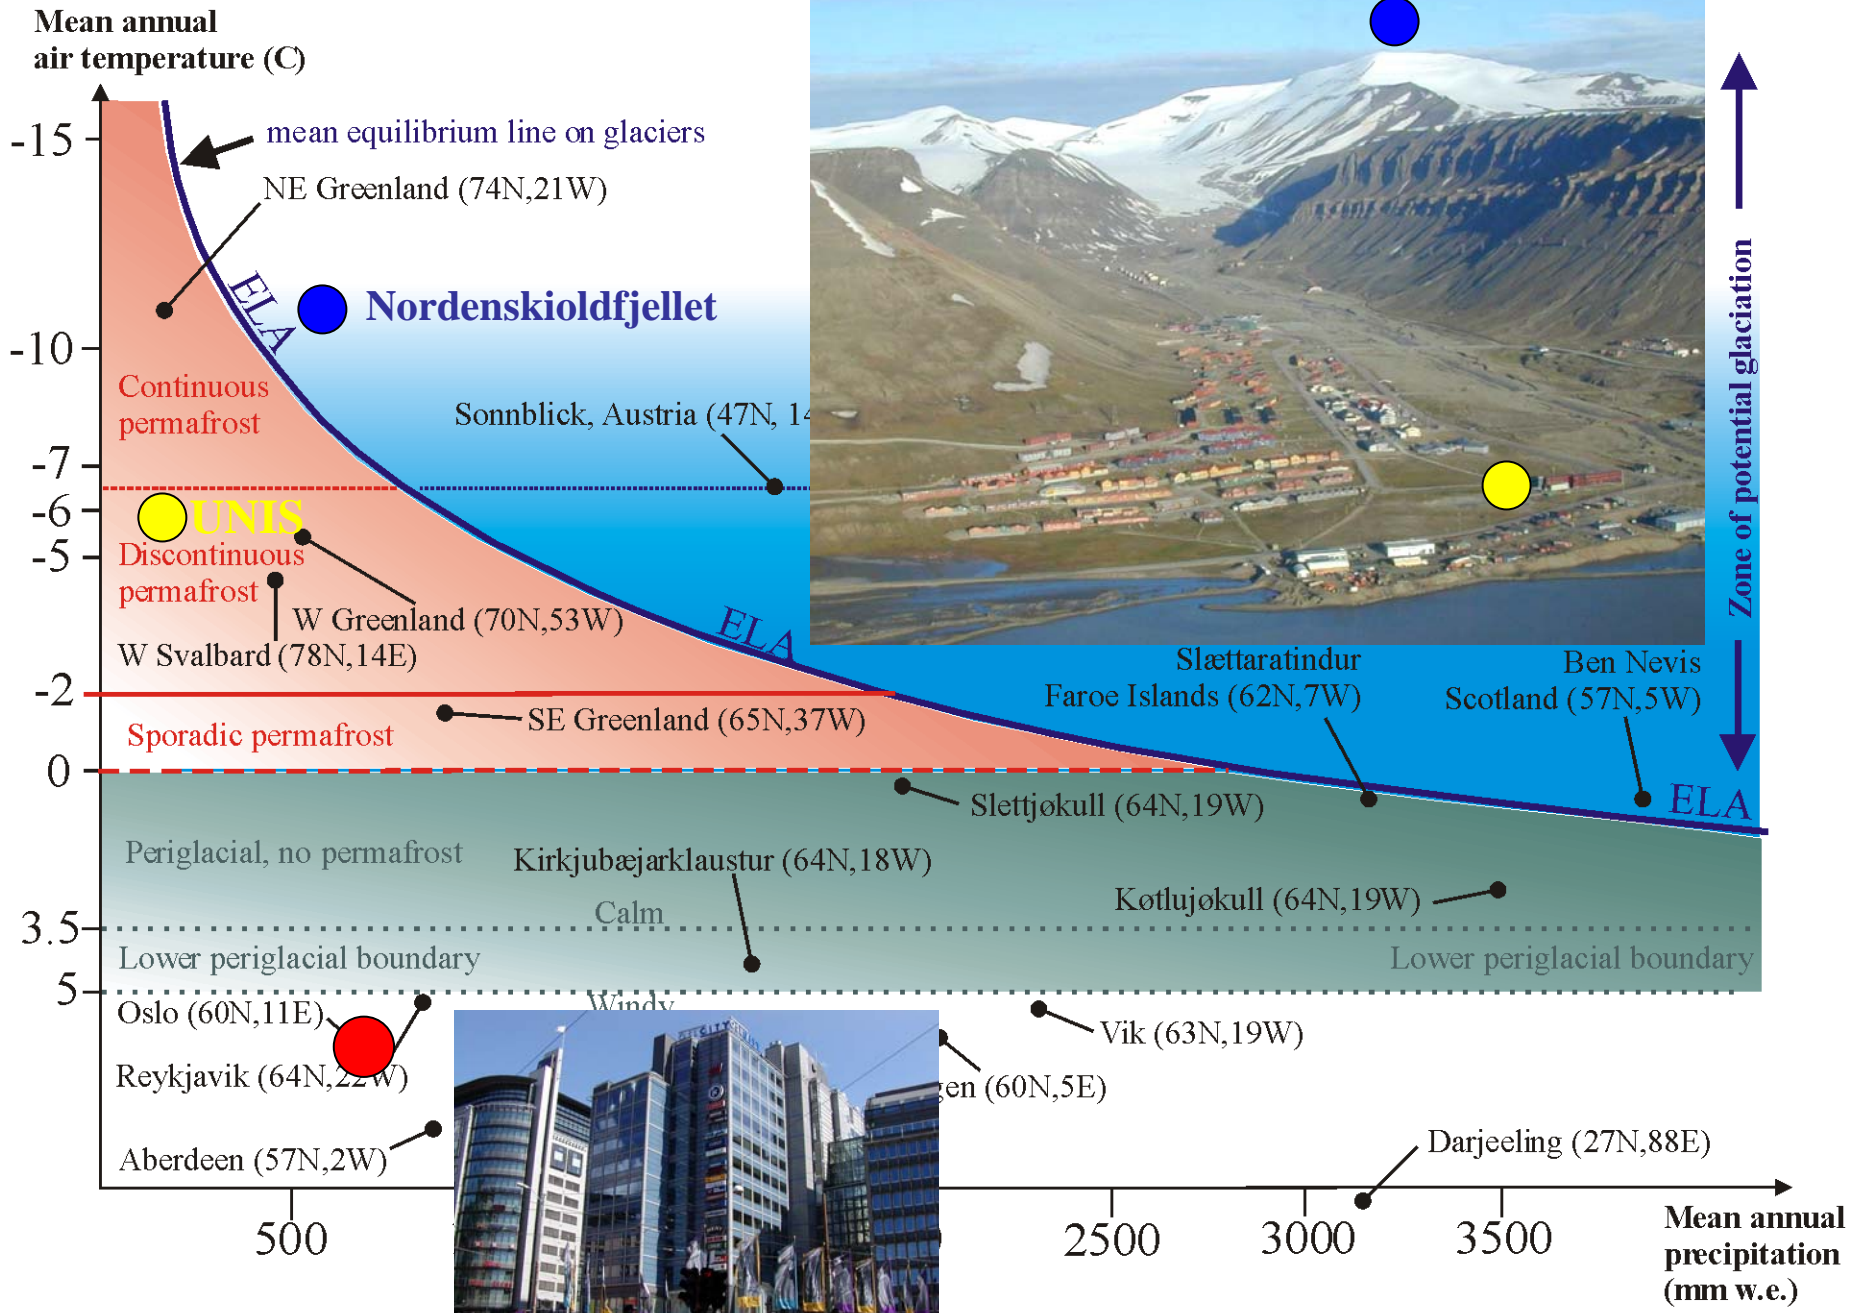 Mean annual
air temperature (C)
-15
mean equilibrium line on glaciers
NE Greenland (74N,21W)
ELA
Nordenskioldfjellet
-10
Continuous
permafrost
Sonnblick, Austria (47N, 14
-7
-6
UNIS
-5
Discontinuous
permafrost
W Greenland (70N,53W)
W Svalbard (78N,14E)
ELA
Zone of potential glaciation
Slættaratindur
Faroe Islands (62N,7W)
Ben Nevis
Scotland (57N,5W)
-2
SE Greenland (65N,37W)
Sporadic permafrost
0
Slettjøkull (64N,19W)
ELA
Periglacial, no permafrost
Kirkjubæjarklaustur (64N,18W)
Køtlujøkull (64N,19W)
Calm
3.5
Lower periglacial boundary
Lower periglacial boundary
5
Windy
Oslo (60N,11E)
Vik (63N,19W)
Reykjavik (64N,22W)
gen (60N,5E)
Aberdeen (57N,2W)
Darjeeling (27N,88E)
500
2500
3000
3500
Mean annual
precipitation
(mm w.e.)